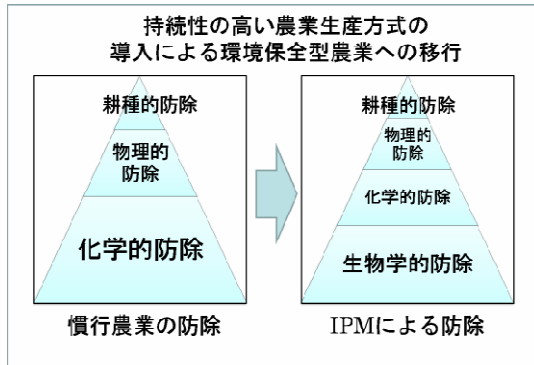 持続性の高い農業生産方式の
導入による環境保全型農業への移行
耕種的防除
物理的
防除
化学的防除
慣行農業の防除
耕種的防除
物理的
防除
化学的防除
生物学的防除
IPMによる防除